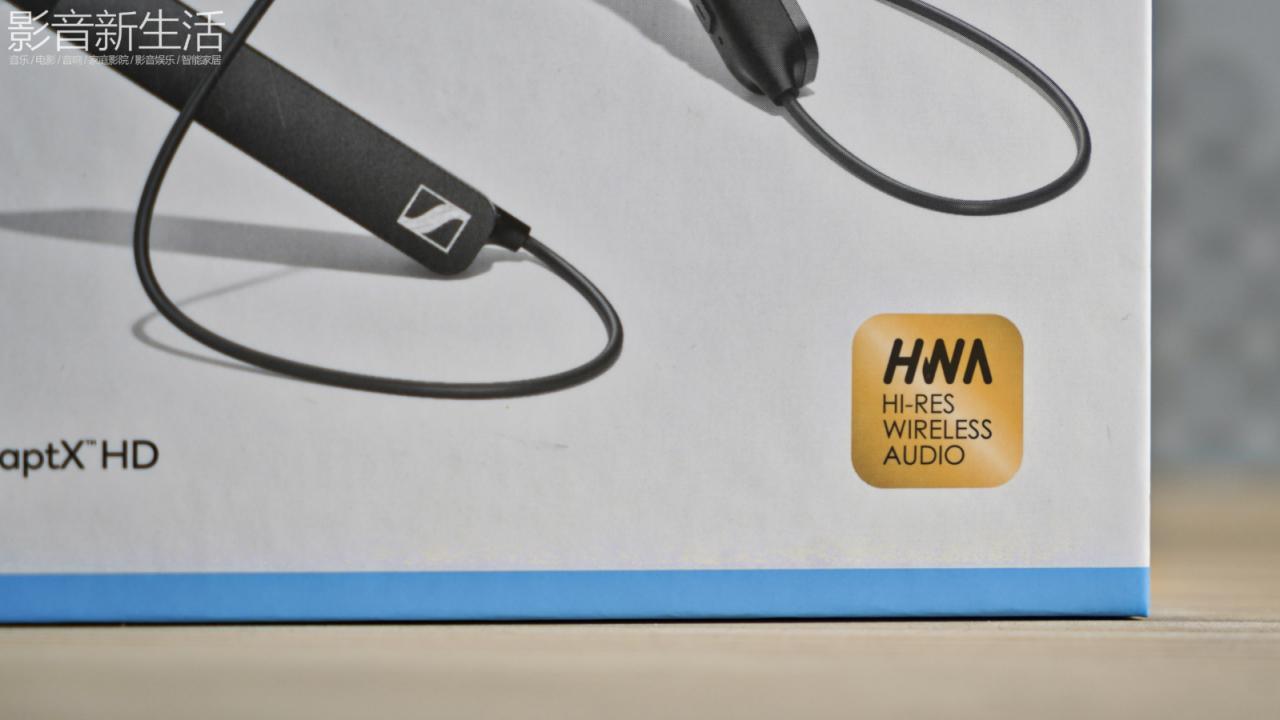 影音新生活
音乐/电影/音响/家庭影院/影音娱乐/智能家居
aptX™ HD
HWA
HI-RES
WIRELESS
AUDIO